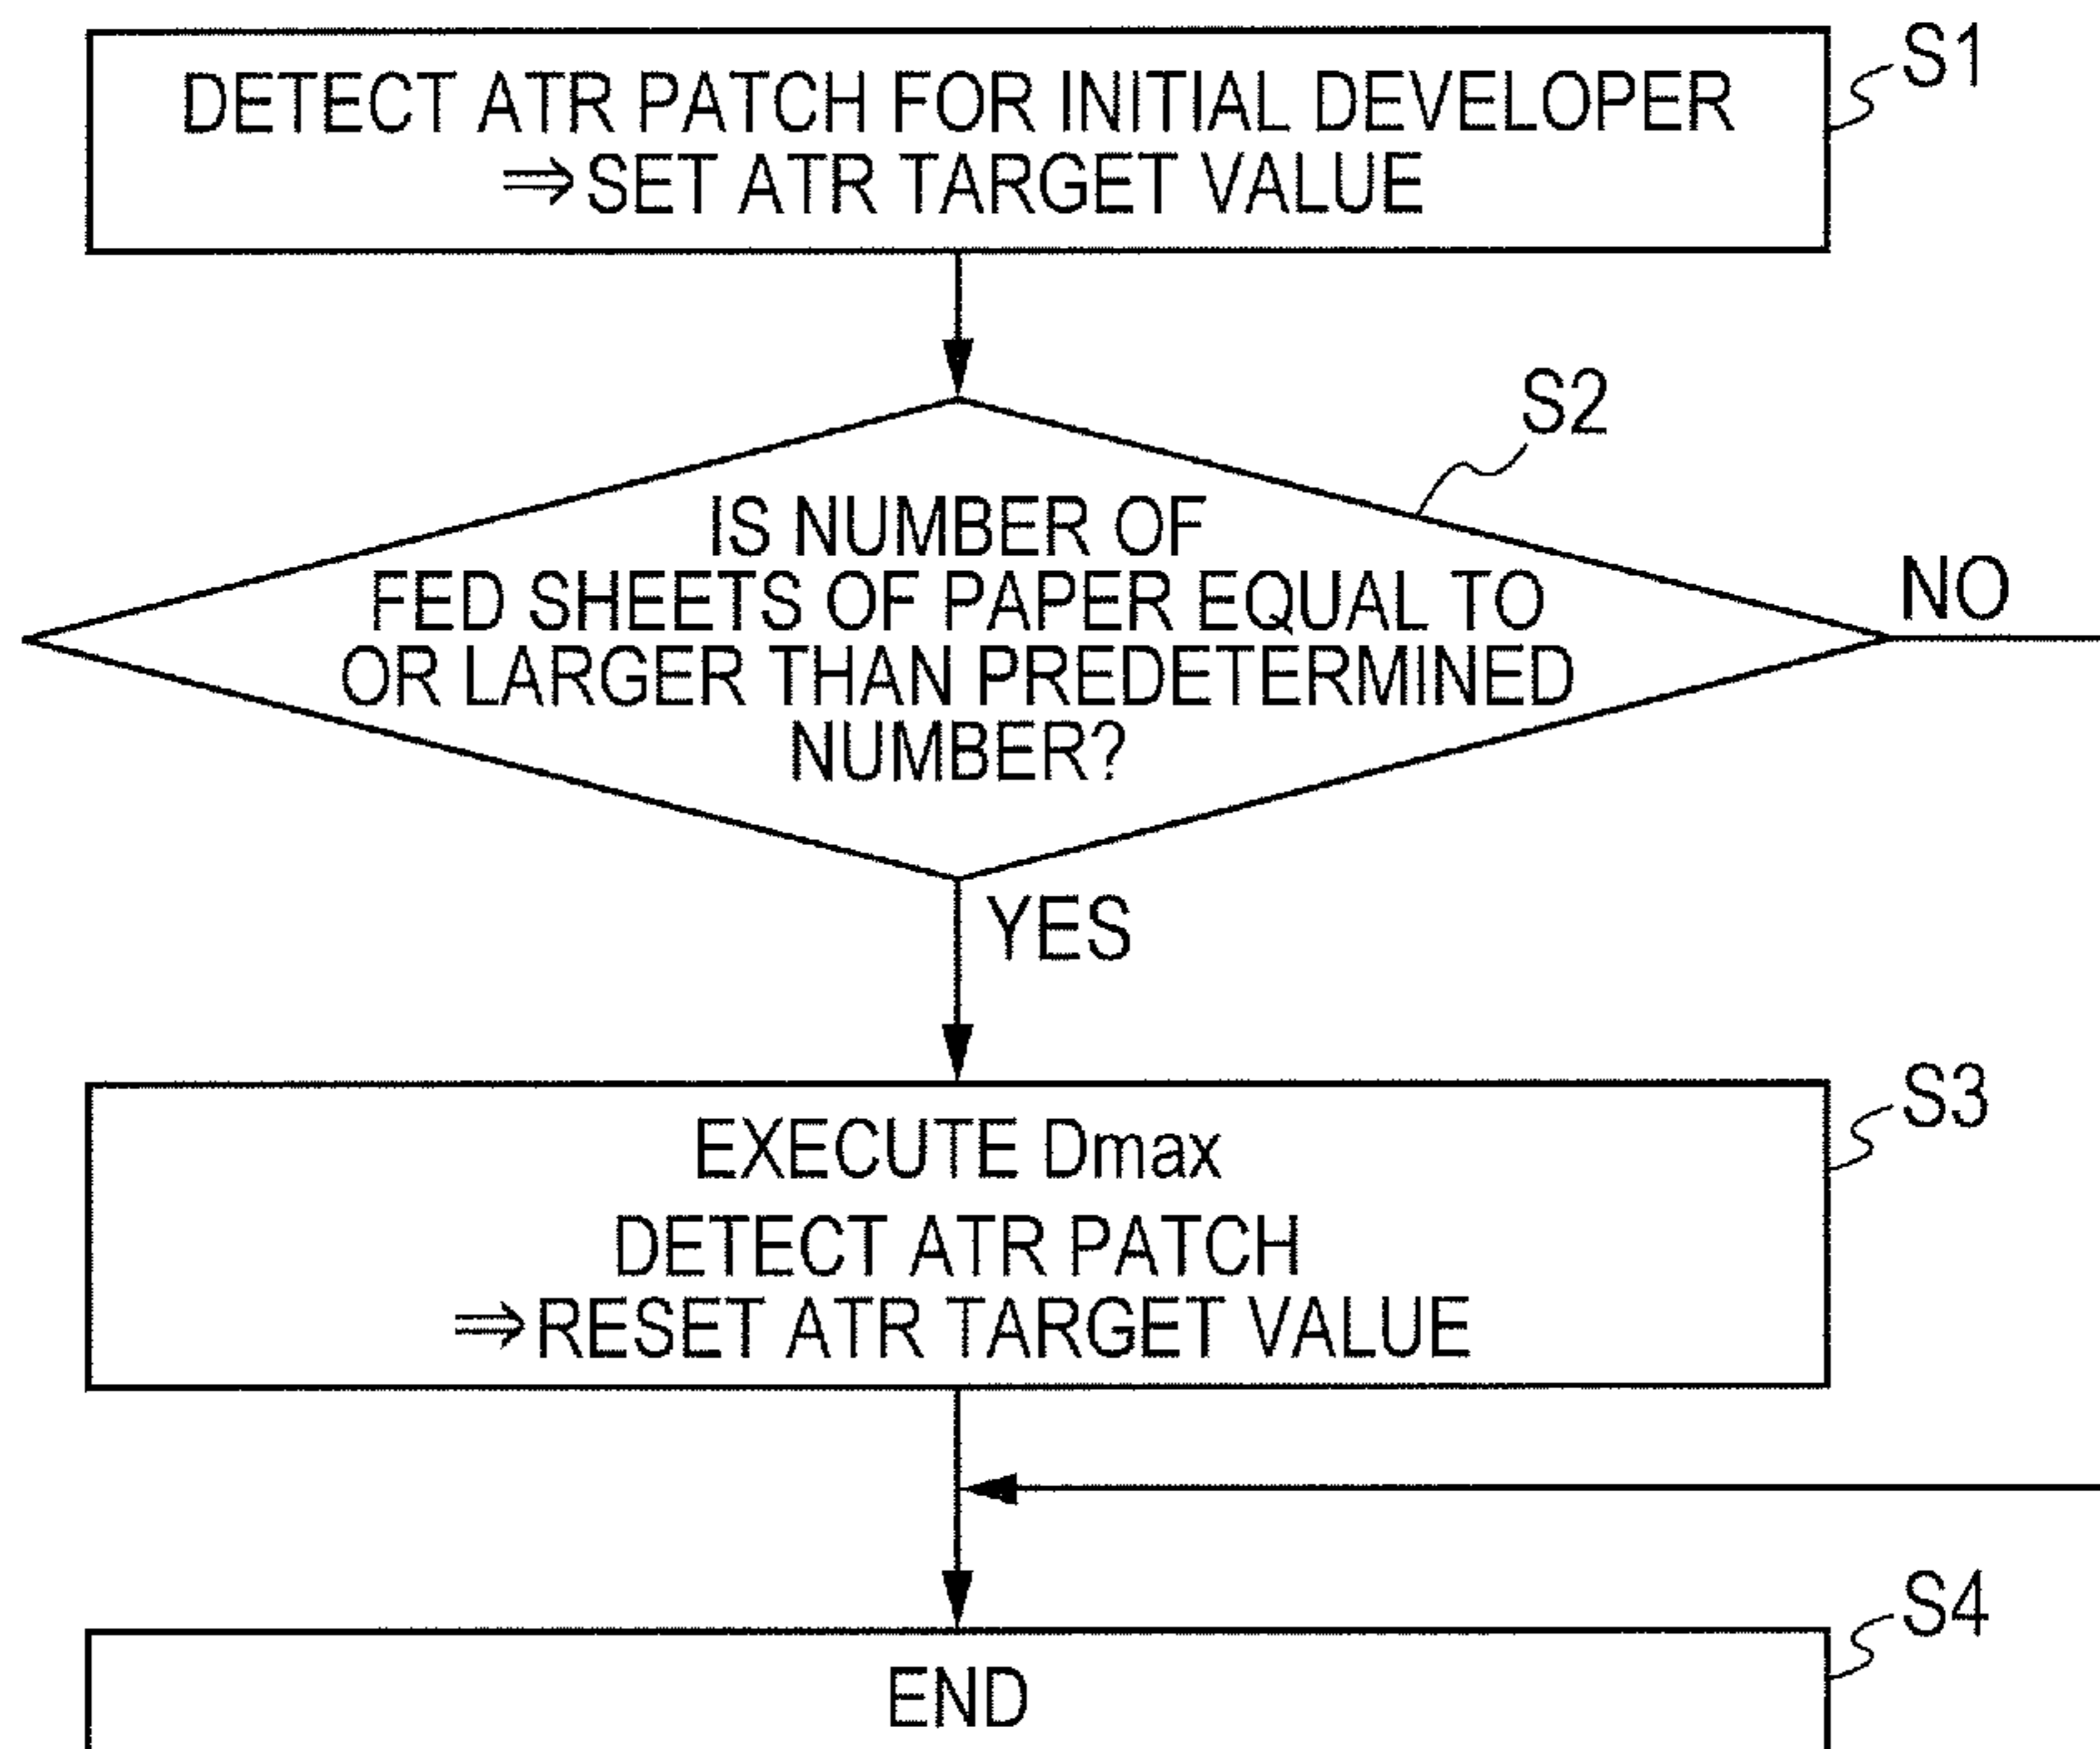 DETECT ATR PATCH FOR INITIAL DEVELOPER
⇒SET ATR TARGET VALUE
S1
S2
IS NUMBER OF
FED SHEETS OF PAPER EQUAL TO
OR LARGER THAN PREDETERMINED
NUMBER?
NO
YES
EXECUTE Dmax
DETECT ATR PATCH
⇒RESET ATR TARGET VALUE
S3
END
S4